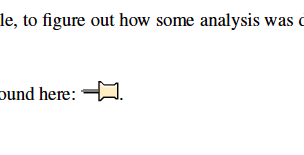 le, to figure out how some analysis was
ound here: .